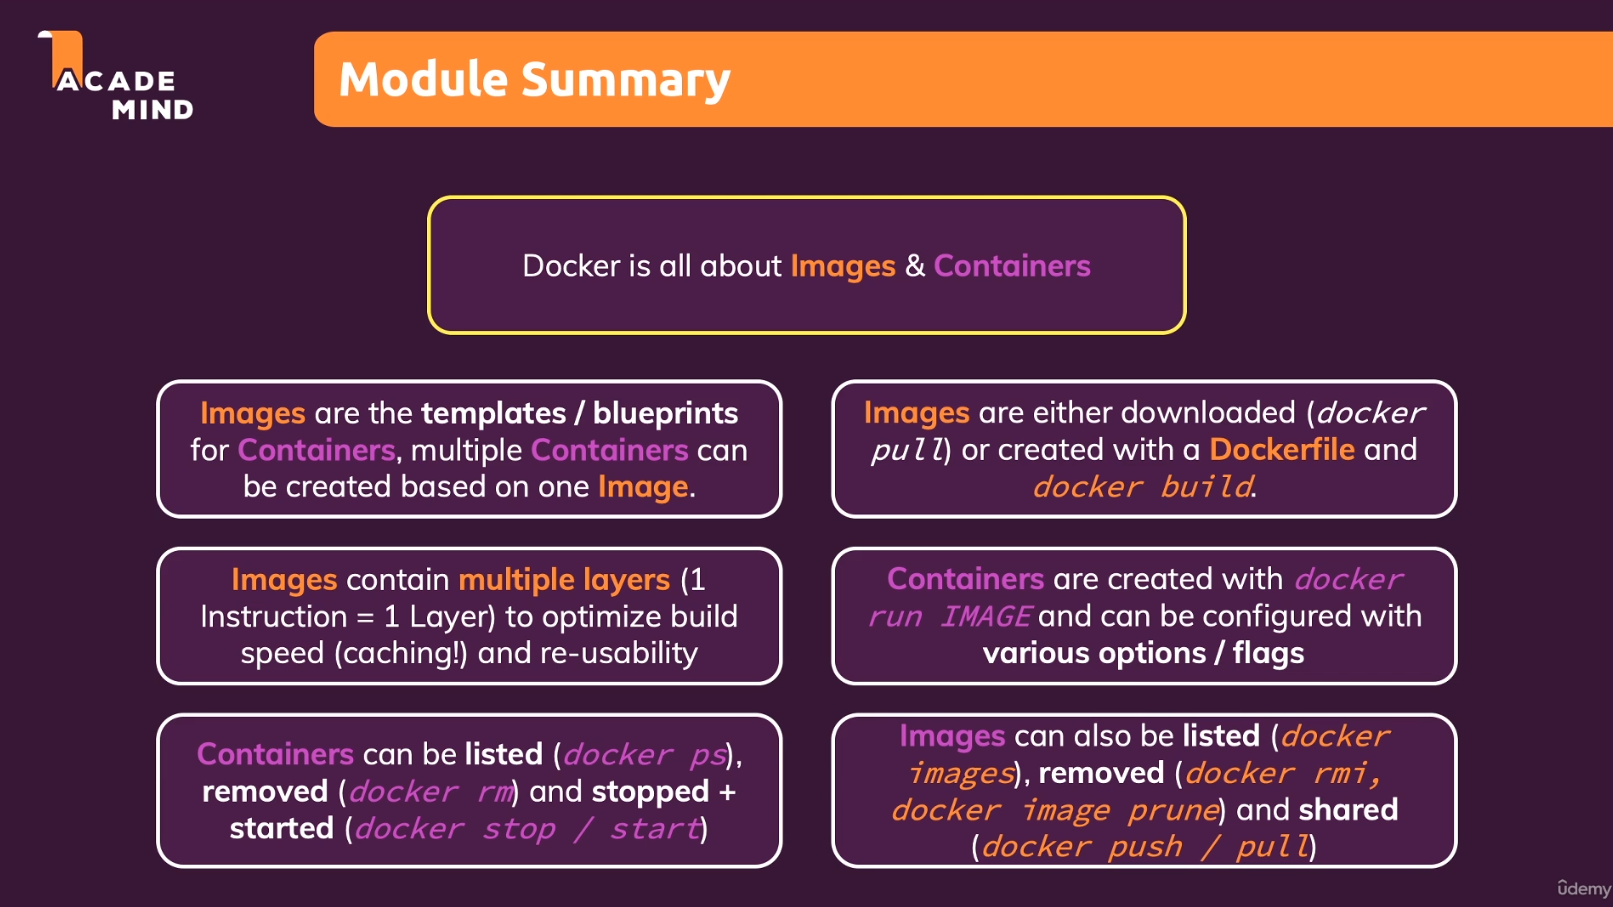 ACADE
MIND
Module Summary
Docker is all about Images & Containers
Images are the templates / blueprints
for Containers, multiple Containers can
be created based on one Image.
Images are either downloaded (docker
pull) or created with a Dockerfile and
docker build.
Images contain multiple layers (1
Instruction = 1 Layer) to optimize build
speed (caching!) and re-usability
Containers are created with docker
run IMAGE and can be configured with
various options / flags
Containers can be listed (docker ps),
removed (docker rm) and stopped +
started (docker stop / start)
Images can also be listed (docker
images), removed (docker rmi,
docker image prune) and shared
(docker push / pull)
ûdemy